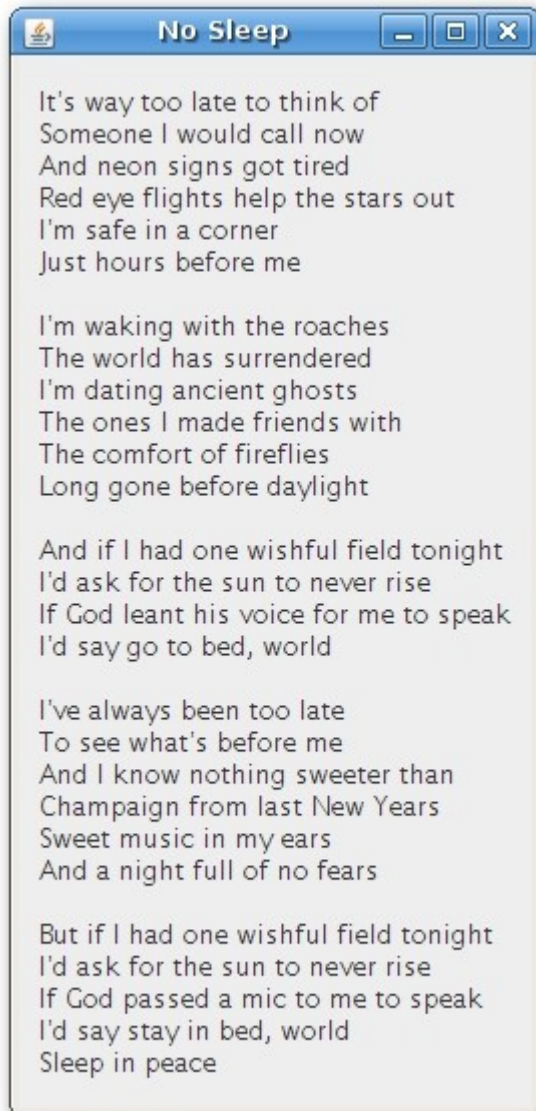 No Sleep
It's way too late to think of
Someone I would call now
And neon signs got tired
Red eye flights help the stars out
I'm safe in a corner
Just hours before me
I'm waking with the roaches
The world has surrendered
I'm dating ancient ghosts
The ones I made friends with
The comfort of fireflies
Long gone before daylight
And if I had one wishful field tonight
I'd ask for the sun to never rise
If God leant his voice for me to speak
I'd say go to bed, world
I've always been too late
To see what's before me
And I know nothing sweeter than
Champaign from last New Years
Sweet music in my ears
And a night full of no fears
But if I had one wishful field tonight
I'd ask for the sun to never rise
If God passed a mic to me to speak
I'd say stay in bed, world
Sleep in peace